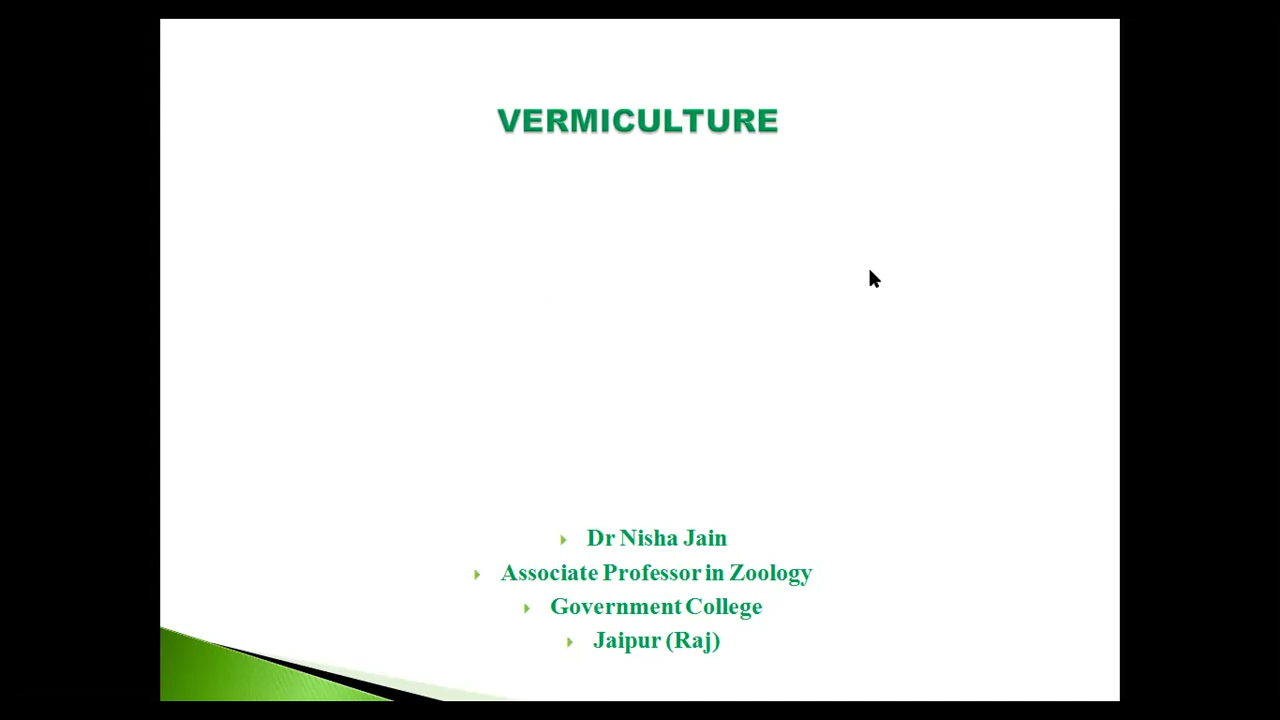 VERMICULTURE
Dr Nisha Jain
Associate Professor in Zoology
Government College
Jaipur (Raj)